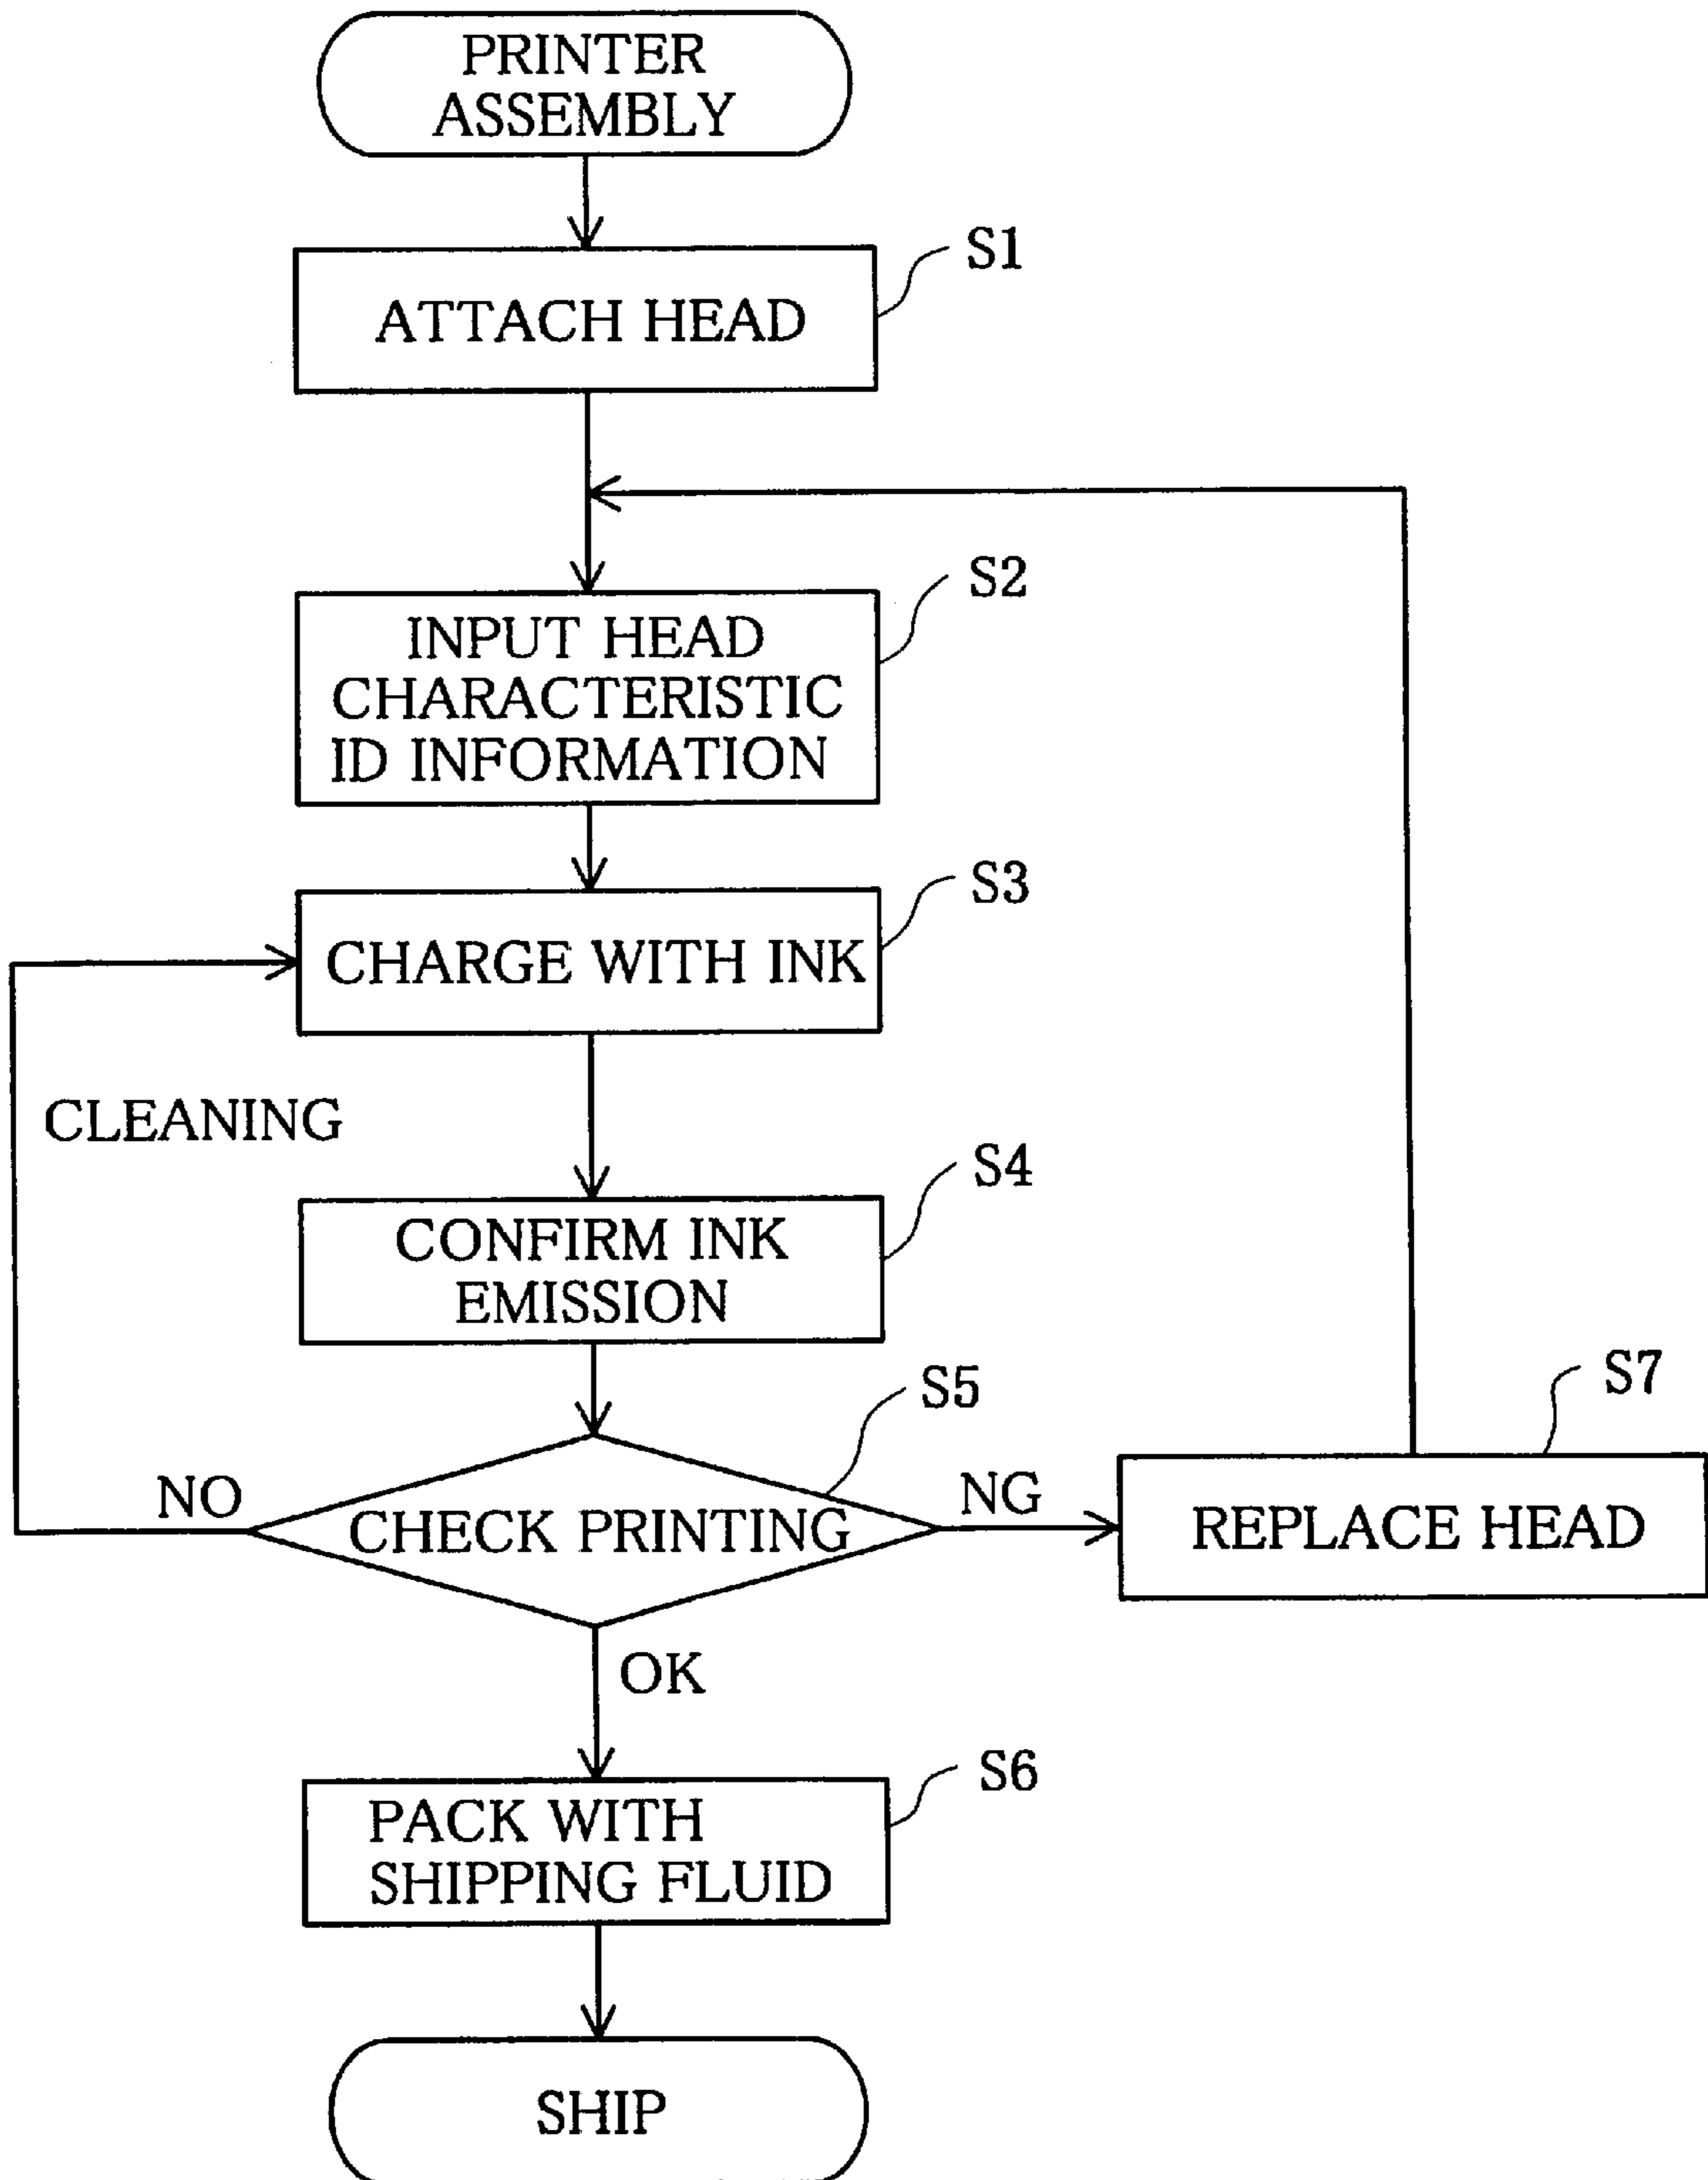 PRINTER
ASSEMBLY
S1
ATTACH HEAD
S2
INPUT HEAD
CHARACTERISTIC
ID INFORMATION
S3
CHARGE WITH INK
CLEANING
S4
CONFIRM INK
EMISSION
S5
S7
NO
CHECK PRINTING
NG
REPLACE HEAD
OK
S6
PACK WITH
SHIPPING FLUID
SHIP